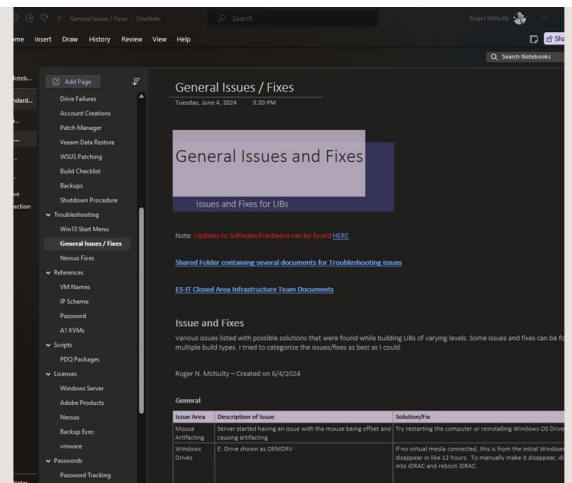 General Issues / Fixes - OneNote
Search
Roger McNulty
ome Insert Draw History Review View Help
Sha
Search Notebooks
Noteb...
ndard...
...
ve
ection
Notes
Add Page
Drive Failures
Account Creations
Patch Manager
Veeam Data Restore
WSUS Patching
Build Checklist
Backups
Shutdown Procedure
Troubleshooting
Win10 Start Menu
General Issues / Fixes
Nessus Fixes
References
VM Names
IP Scheme
Password
A1 KVMs
Scripts
PDQ Packages
Licenses
Windows Server
Adobe Products
Nessus
Backup Exec
vmware
Passwords
Password Tracking
General Issues / Fixes
Tuesday, June 4, 2024 3:20 PM
General Issues and Fixes
Issues and Fixes for LIBs
Note: Updates to Software/Hardware can be found HERE
Shared Folder containing several documents for Troubleshooting issues
ES-IT Closed Area Infrastructure Team Documents
Issue and Fixes
Various issues listed with possible solutions that were found while building LIBs of varying levels. Some issues and fixes can be fo
multiple build types. I tried to categorize the issues/fixes as best as I could.
Roger N. McNulty – Created on 6/4/2024
General
Issue Area Description of Issue Solution/Fix
Mouse Artifacting Server started having an issue with the mouse being offset and causing artifacting Try restarting the computer or reinstalling Windows OS Drive
Windows Drives E: Drive shown as OEMDRV If no virtual media connected, this is from the initial Window
disappear in like 12 hours. To manually make it disappear, di
into iDRAC and reboot iDRAC.